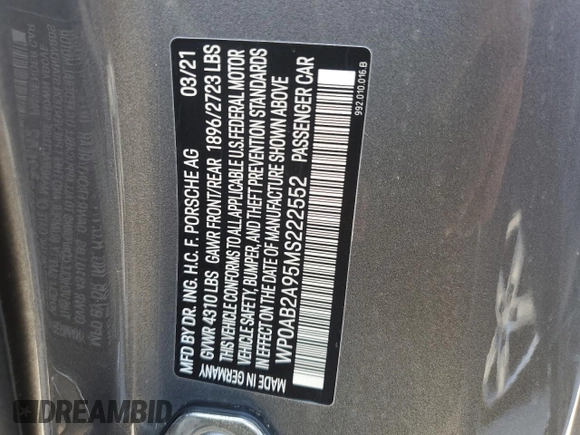 MFD BY DR. ING. H.C. F. PORSCHE AG 03/21
GVWR 4310 LBS GAWR FRONT/REAR 1896/2723 LBS
THIS VEHICLE CONFORMS TO ALL APPLICABLE U.S.FEDERAL MOTOR
VEHICLE SAFETY, BUMPER, AND THEFT PREVENTION STANDARDS
IN EFFECT ON THE DATE OF MANUFACTURE SHOWN ABOVE
WP0AB2A95MS222552 PASSENGER CAR
MADE IN GERMANY
992.010.016 B
DREAMBID